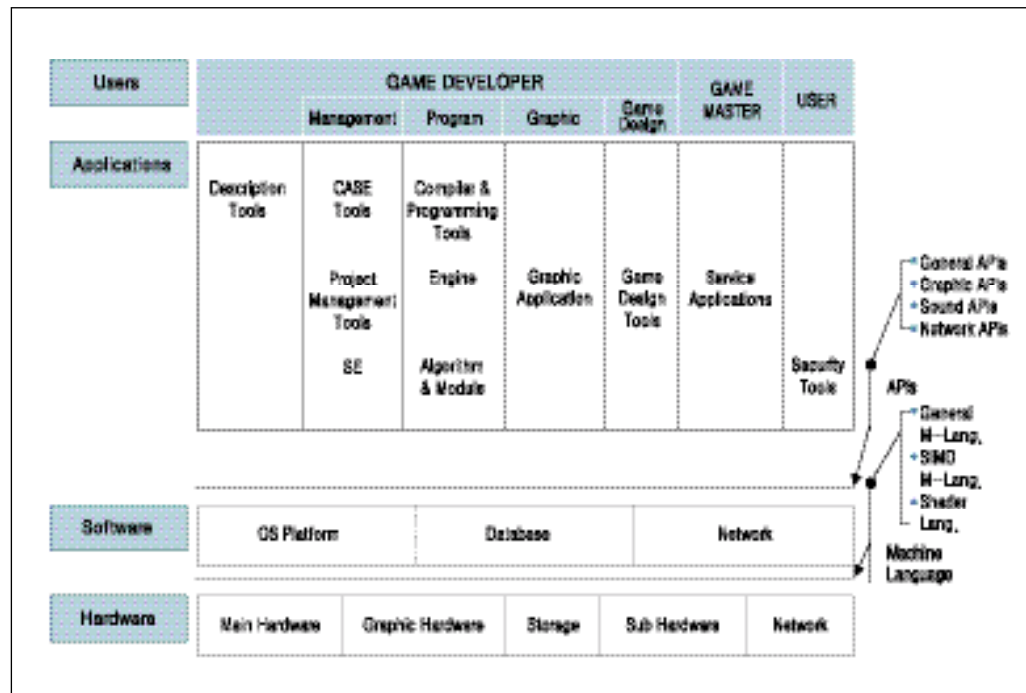 Users
GAME DEVELOPER
GAME
MASTER
USER
Management
Program
Graphic
Game
Design
Applications
Description
Tools
CASE
Tools
Compiler &
Programming
Tools
Project
Management
Tools
Engine
Graphic
Application
Game
Design
Tools
Service
Applications
SE
Algorithm
& Module
Security
Tools
General APIs
Graphic APIs
Sound APIs
Network APIs
APIs
General
M-Lang.
SIMD
M-Lang.
Shader
Lang.
Machine
Language
Software
OS Platform
Database
Network
Hardware
Main Hardware
Graphic Hardware
Storage
Sub Hardware
Network